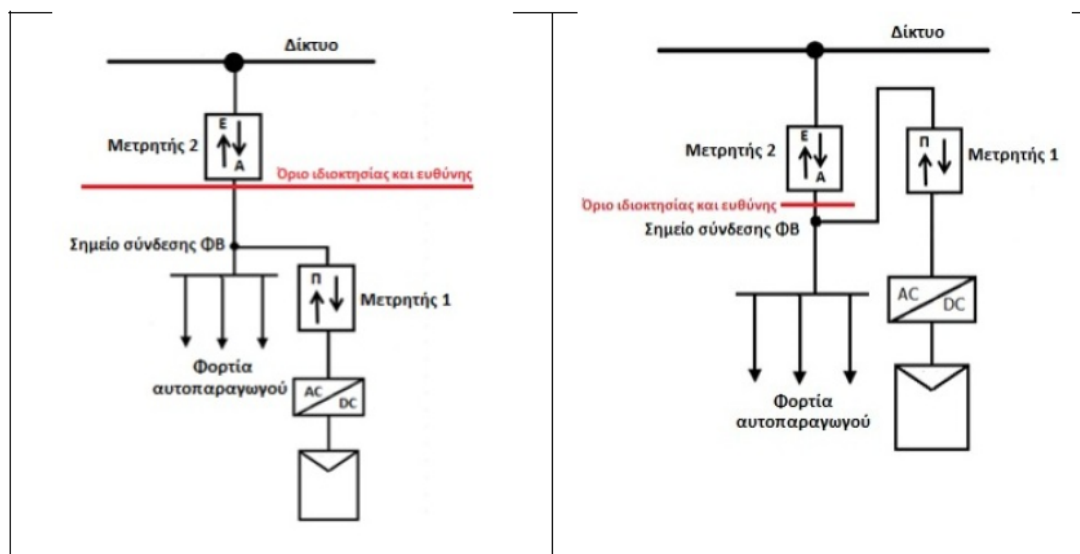 Δίκτυο
Ε
Μετρητής 2
Α
Όριο ιδιοκτησίας και ευθύνης
Σημείο σύνδεσης ΦΒ
Π
Μετρητής 1
Φορτία
αυτοπαραγωγού
AC
DC
Δίκτυο
Ε
Μετρητής 2
Α
Π
Μετρητής 1
Όριο ιδιοκτησίας και ευθύνης
Σημείο σύνδεσης ΦΒ
AC
DC
Φορτία
αυτοπαραγωγού